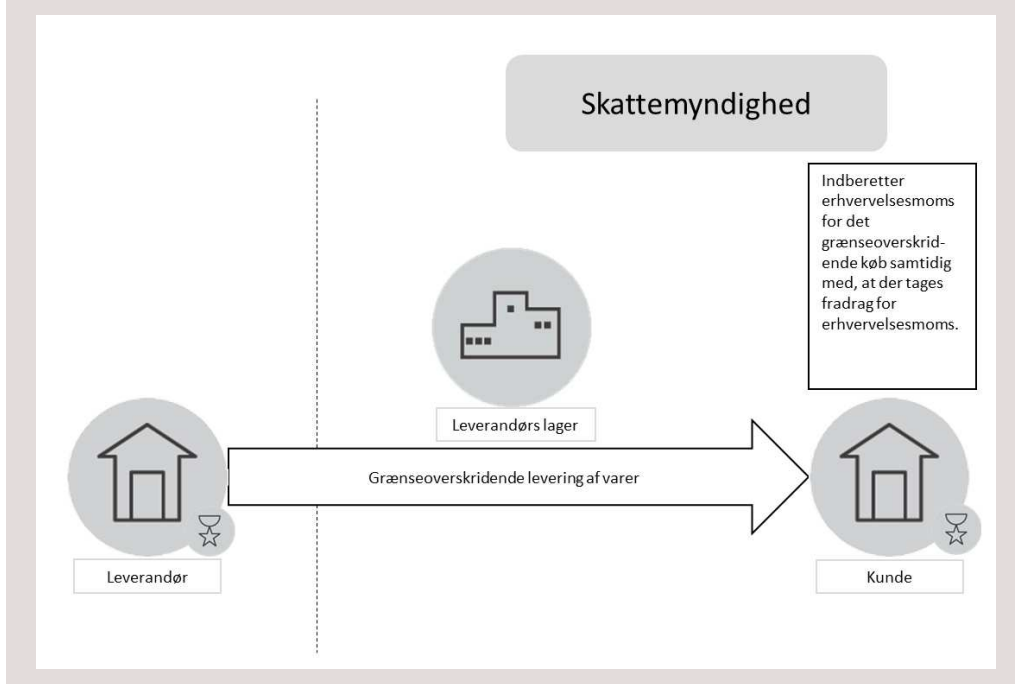 Skattemyndighed
Indberetter
erhvervelsesmoms
for det
grænseoverskrid-
ende køb samtidig
med, at der tages
fradrag for
erhvervelsesmoms.
Leverandørs lager
Grænseoverskridende levering af varer
Leverandør
Kunde